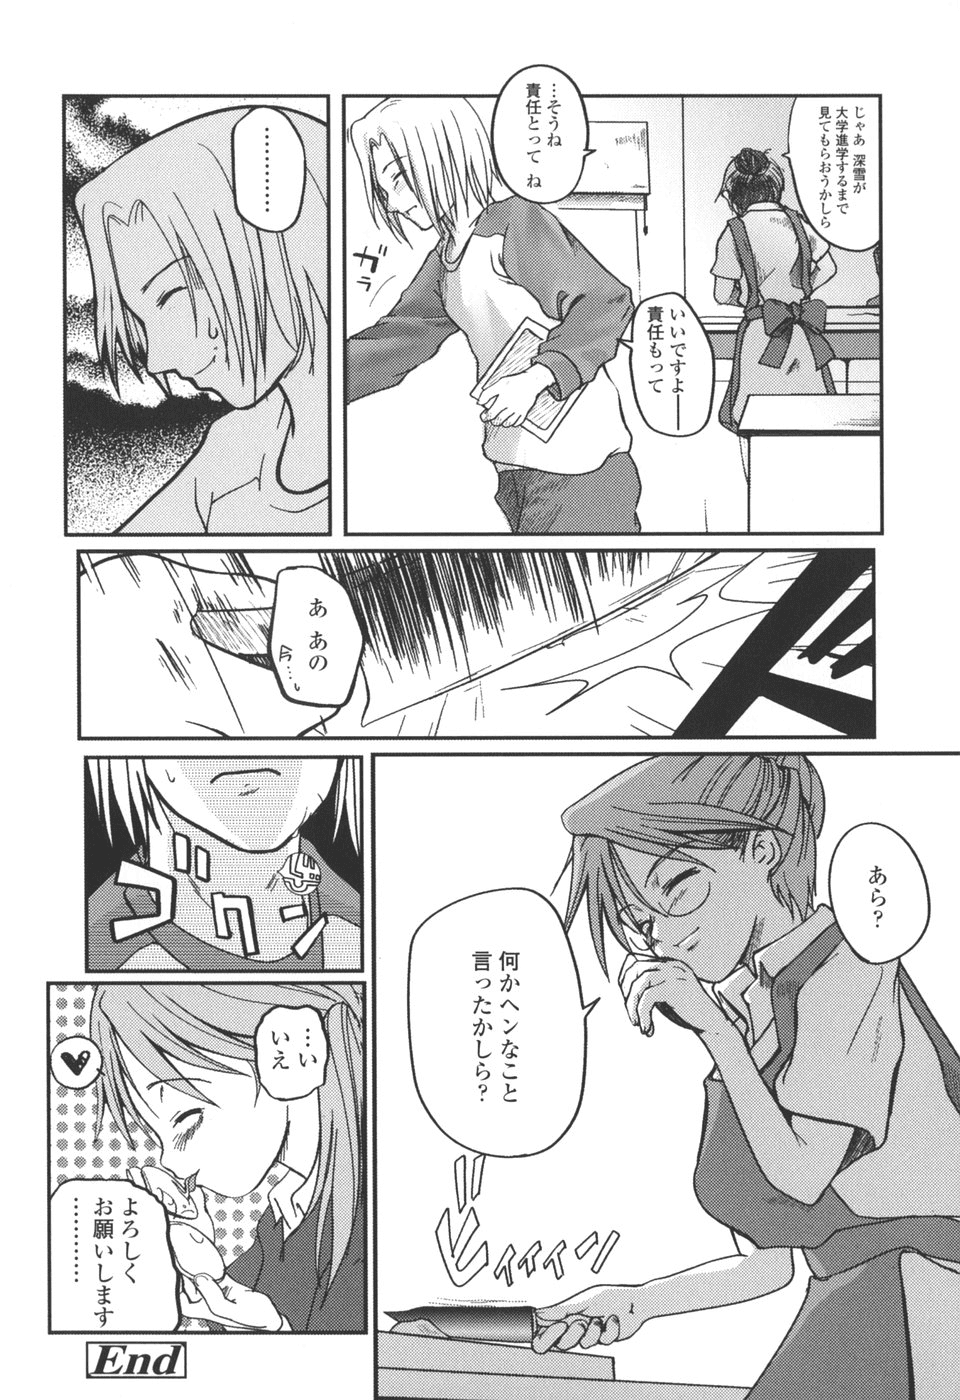 じゃあ 深雪が
大学進学するまで
見てもらおうかしら
…そうね
責任とって ね
ガラ
いいですよ━━
責任もって
…………
あ あの
今…。
あら？
何かヘンなこと
言ったかしら？
ビィイイン
ゴクン
…い
いえ
よろしく
お願いします
…………
End